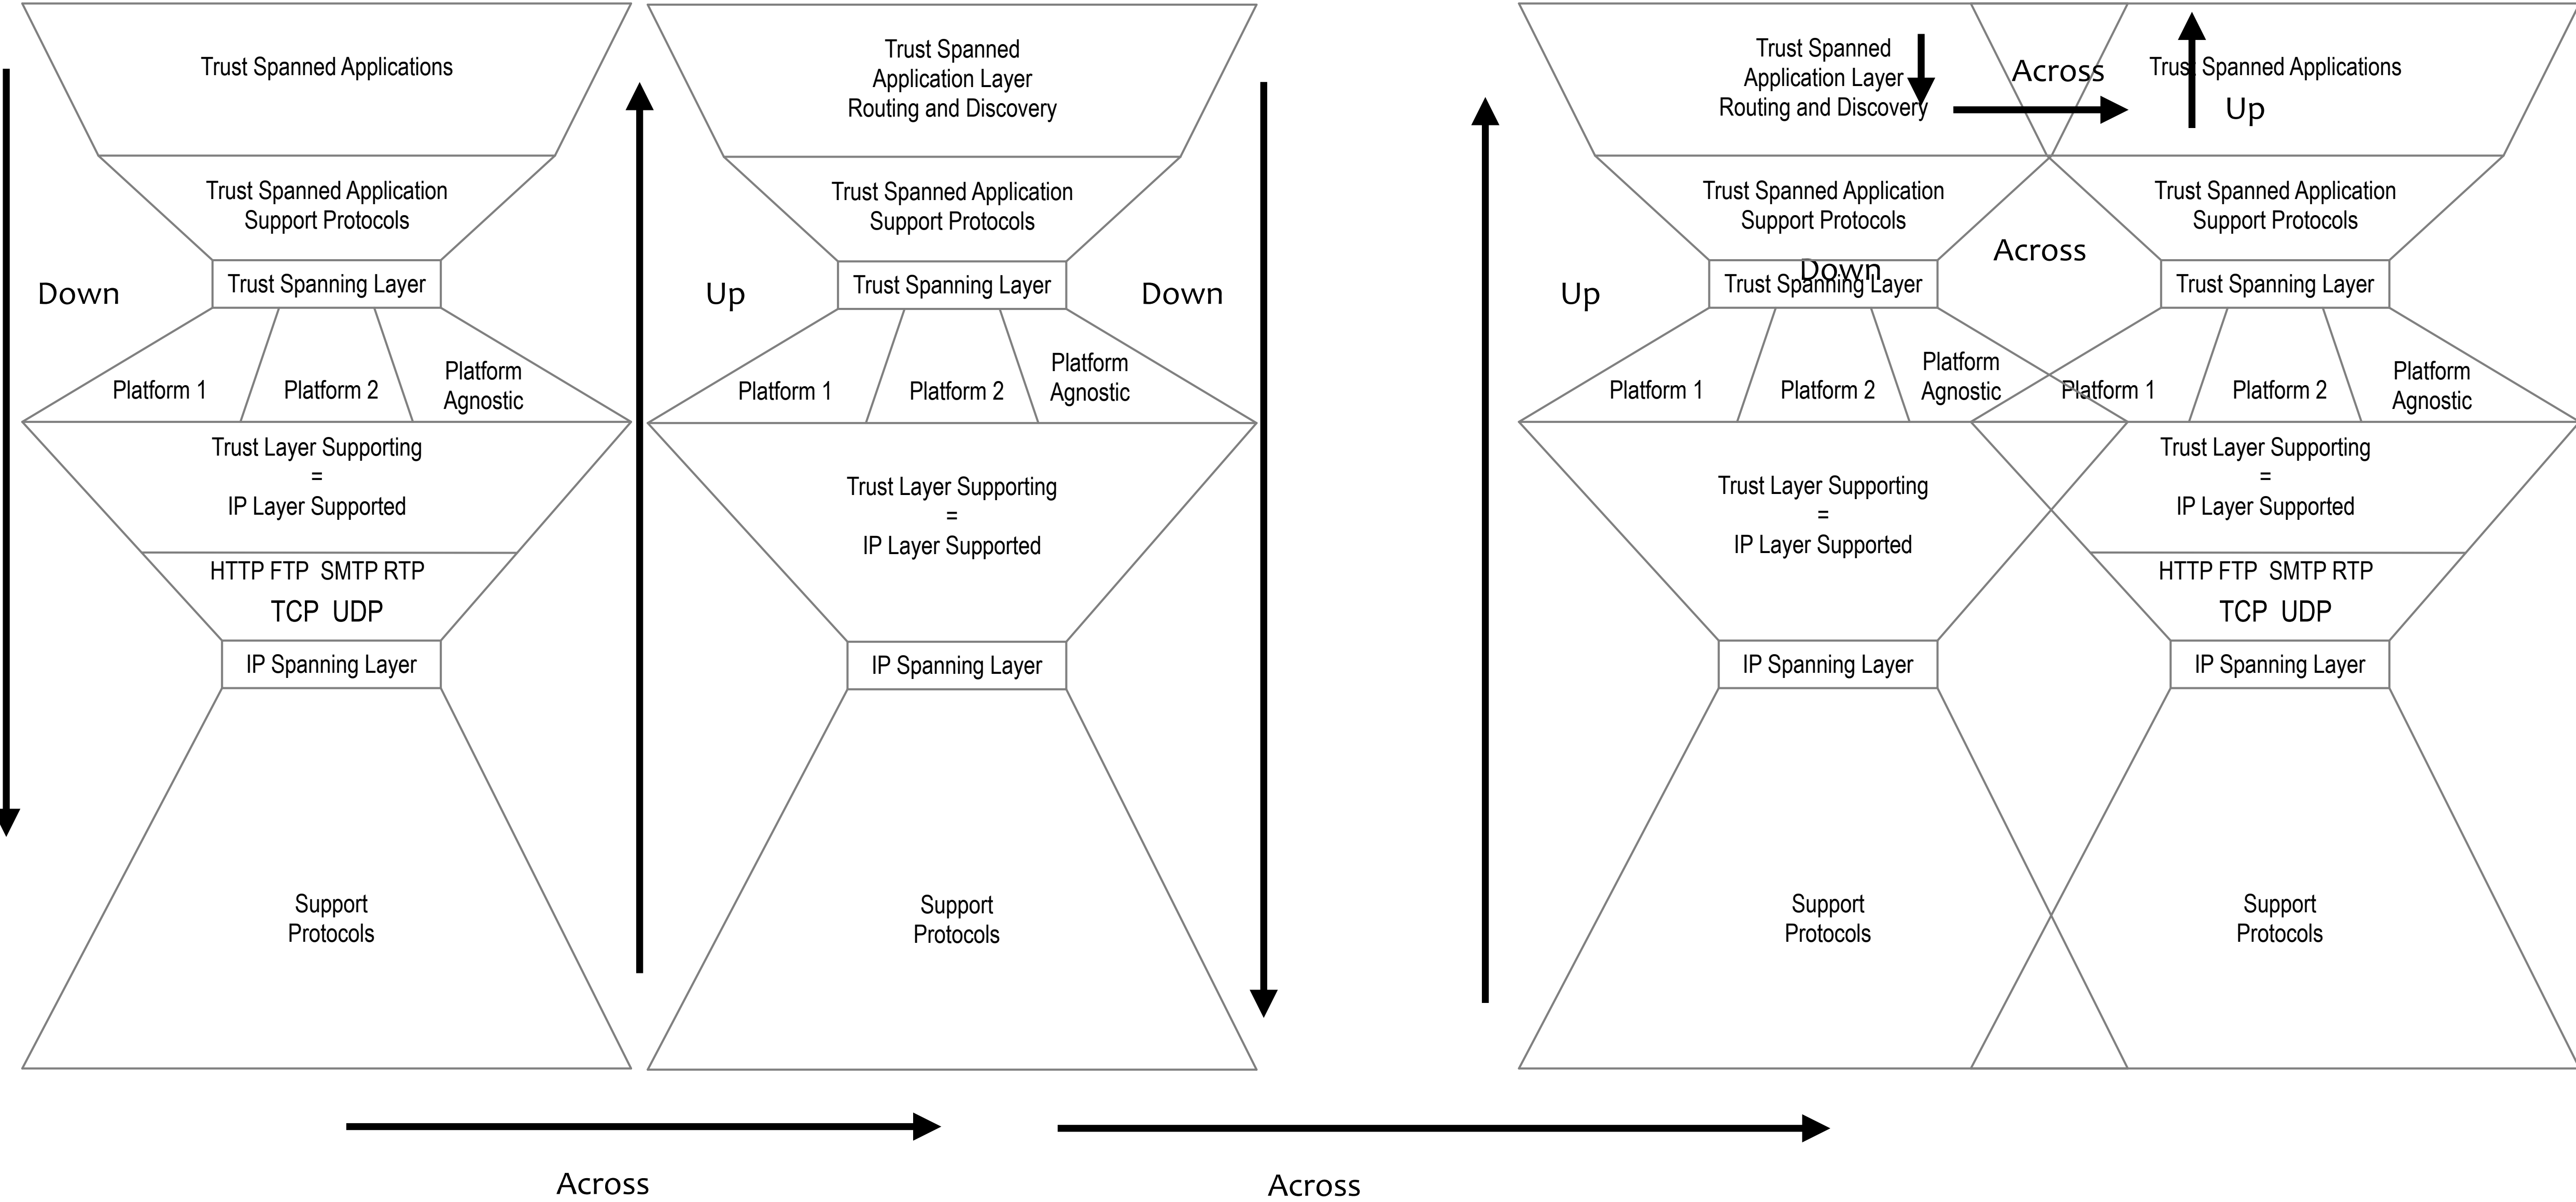 Trust Spanned Applications
Trust Spanned Application
Support Protocols
Trust Spanning Layer
Down
Platform 1
Platform 2
Platform
Agnostic
Trust Layer Supporting
=
IP Layer Supported
HTTP FTP SMTP RTP
TCP UDP
IP Spanning Layer
Support
Protocols
Across
Trust Spanned
Application Layer
Routing and Discovery
Trust Spanned Application
Support Protocols
Trust Spanning Layer
Up
Down
Platform 1
Platform 2
Platform
Agnostic
Trust Layer Supporting
=
IP Layer Supported
IP Spanning Layer
Support
Protocols
Across
Trust Spanned
Application Layer
Routing and Discovery
Across
Trust Spanned Application
Support Protocols
Across
Down
Trust Spanning Layer
Up
Platform 1
Platform 2
Platform
Agnostic
Trust Layer Supporting
=
IP Layer Supported
IP Spanning Layer
Support
Protocols
Trust Spanned Applications
Up
Trust Spanned Application
Support Protocols
Trust Spanning Layer
Platform 1
Platform 2
Platform
Agnostic
Trust Layer Supporting
=
IP Layer Supported
HTTP FTP SMTP RTP
TCP UDP
IP Spanning Layer
Support
Protocols